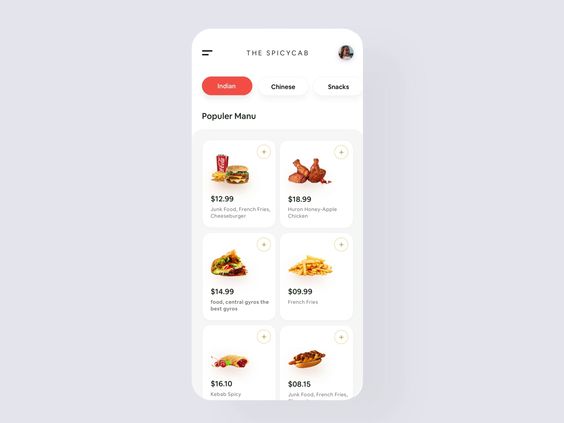 THE SPICYCAB
Indian
Chinese
Snacks
Populer Manu
$12.99
Junk Food, French Fries,
Cheeseburger
$18.99
Huron Honey-Apple
Chicken
$14.99
food, central gyros the
best gyros
$09.99
French Fries
$16.10
Kebab Spicy
$08.15
Junk Food, French Fries,